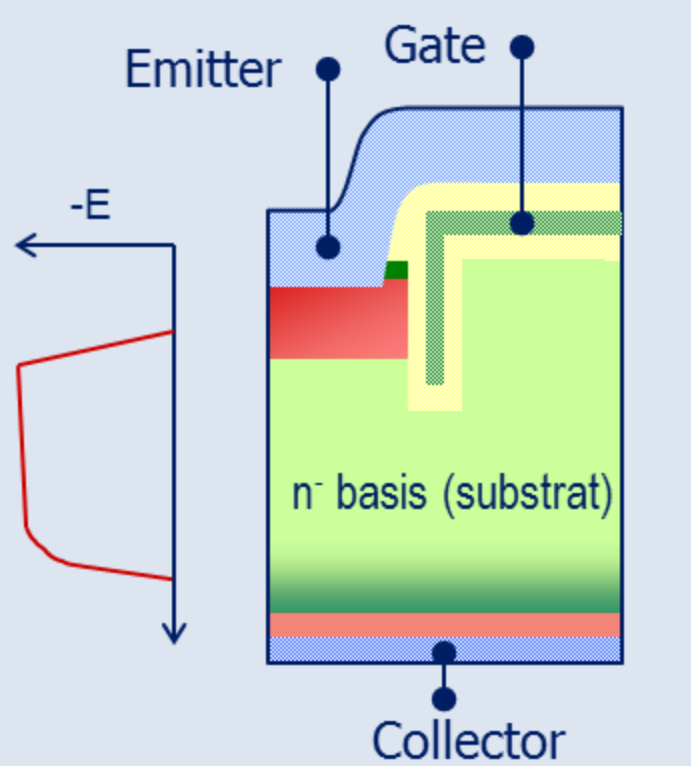 Gate
Emitter
-E
n⁻ basis (substrat)
Collector